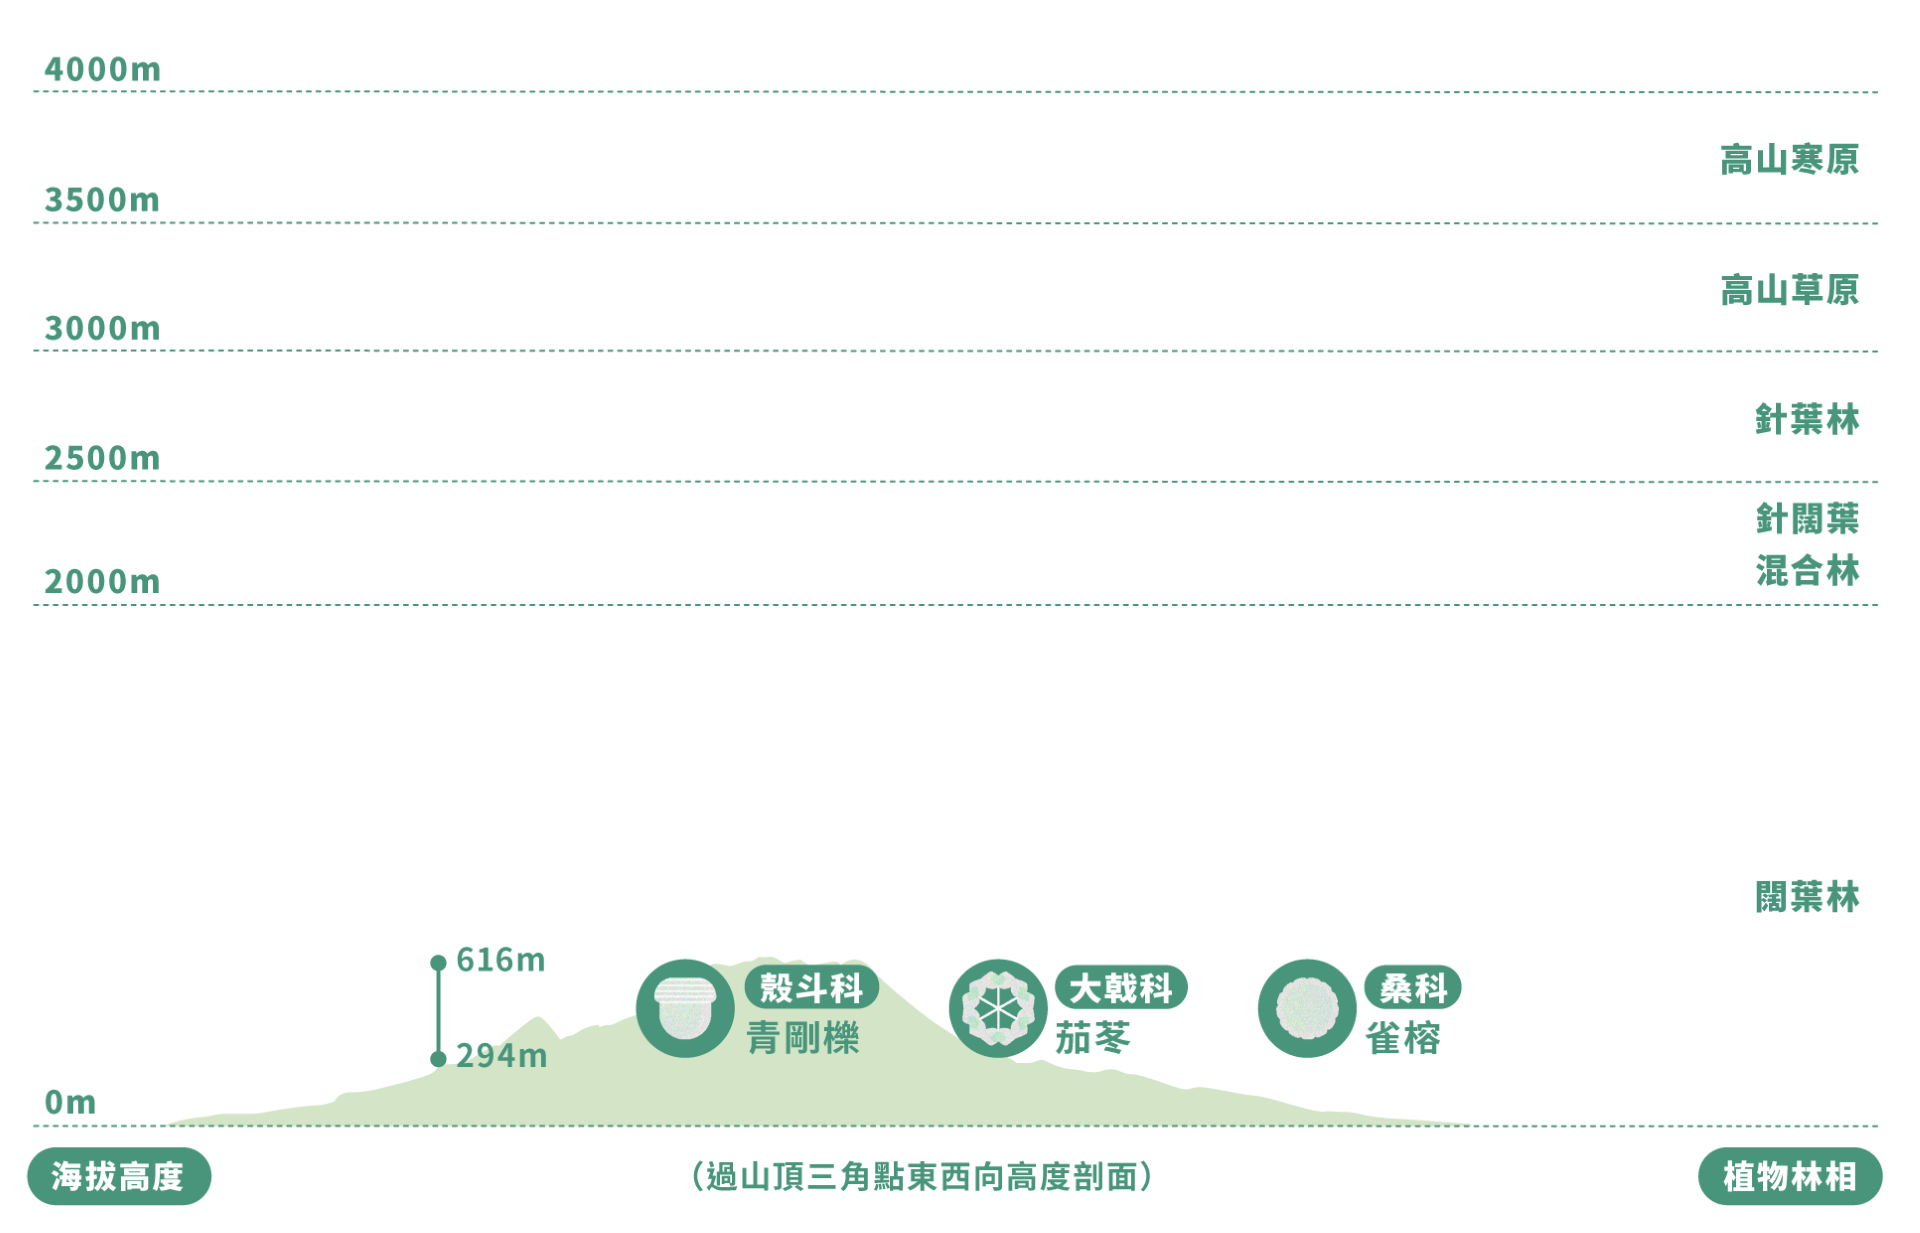 4000m
高山寒原
3500m
高山草原
3000m
針葉林
2500m
針闊葉
混合林
2000m
闊葉林
616m
294m
殼斗科
青剛櫟
大戟科
茄苳
桑科
雀榕
0m
海拔高度
（過山頂三角點東西向高度剖面）
植物林相